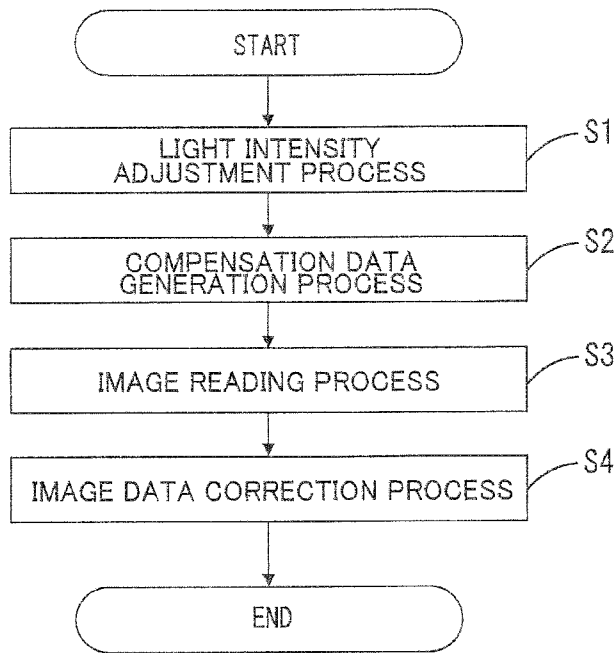 START
LIGHT INTENSITY
ADJUSTMENT PROCESS
S1
COMPENSATION DATA
GENERATION PROCESS
S2
IMAGE READING PROCESS
S3
IMAGE DATA CORRECTION PROCESS
S4
END